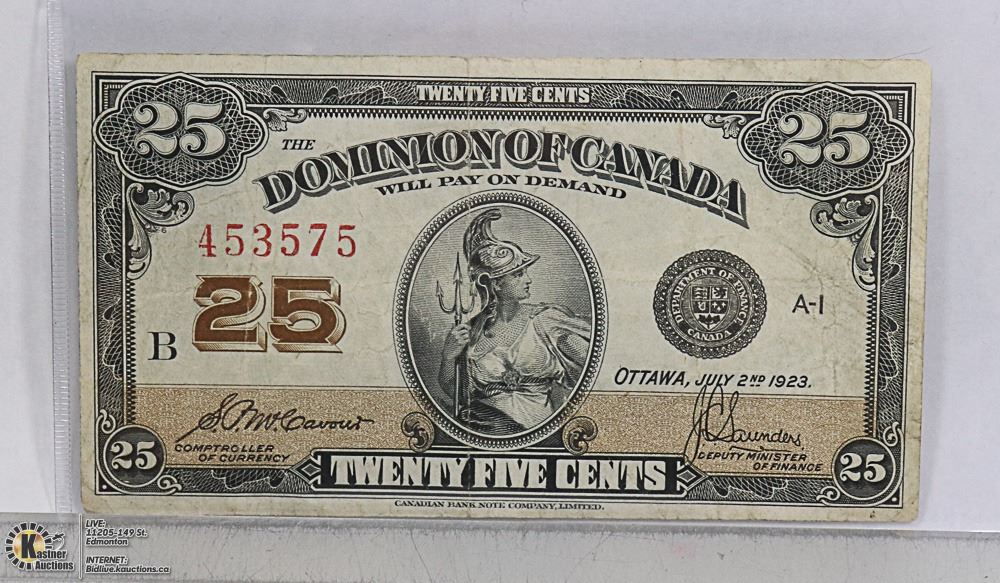 TWENTY FIVE CENTS
25
25
THE
DOMINION OF CANADA
WILL PAY ON DEMAND
453575
25
B
DEPARTMENT OF FINANCE
CANADA
A-1
OTTAWA, JULY 2ND 1923.
S.P. McCavour
J.C. Saunders
COMPTROLLER
OF CURRENCY
DEPUTY MINISTER
OF FINANCE
25
TWENTY FIVE CENTS
25
CANADIAN BANK NOTE COMPANY, LIMITED.
Kastner
Auctions
LIVE:
11205-149 St.
Edmonton
INTERNET:
Bidlive.kauctions.ca